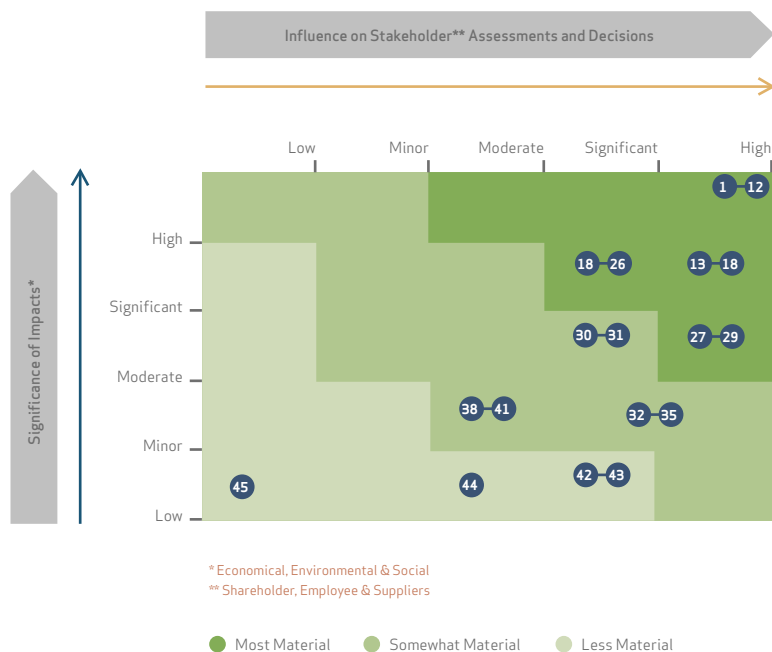 Influence on Stakeholder** Assessments and Decisions
Low Minor Moderate Significant High
1 12
High
18 26 13 18
Significant
30 31 27 29
Moderate
38 41 32 35
Minor
42 43
45 44
Low
Significance of Impacts*
* Economical, Environmental & Social
** Shareholder, Employee & Suppliers
Most Material Somewhat Material Less Material